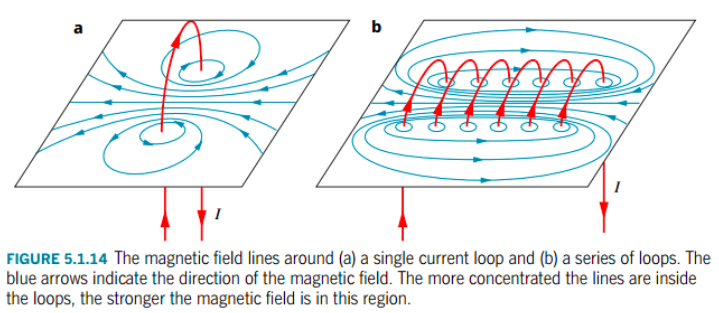 a
b
I
I
FIGURE 5.1.14 The magnetic field lines around (a) a single current loop and (b) a series of loops. The
blue arrows indicate the direction of the magnetic field. The more concentrated the lines are inside
the loops, the stronger the magnetic field is in this region.